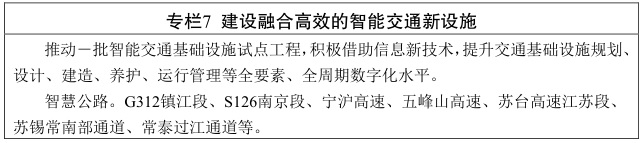 专栏7 建设融合高效的智能交通新设施
推动一批智能交通基础设施试点工程，积极借助信息新技术，提升交通基础设施规划、
设计、建造、养护、运行管理等全要素、全周期数字化水平。
智慧公路。G312镇江段、S126南京段、宁沪高速、五峰山高速、苏台高速江苏段、
苏锡常南部通道、常泰过江通道等。